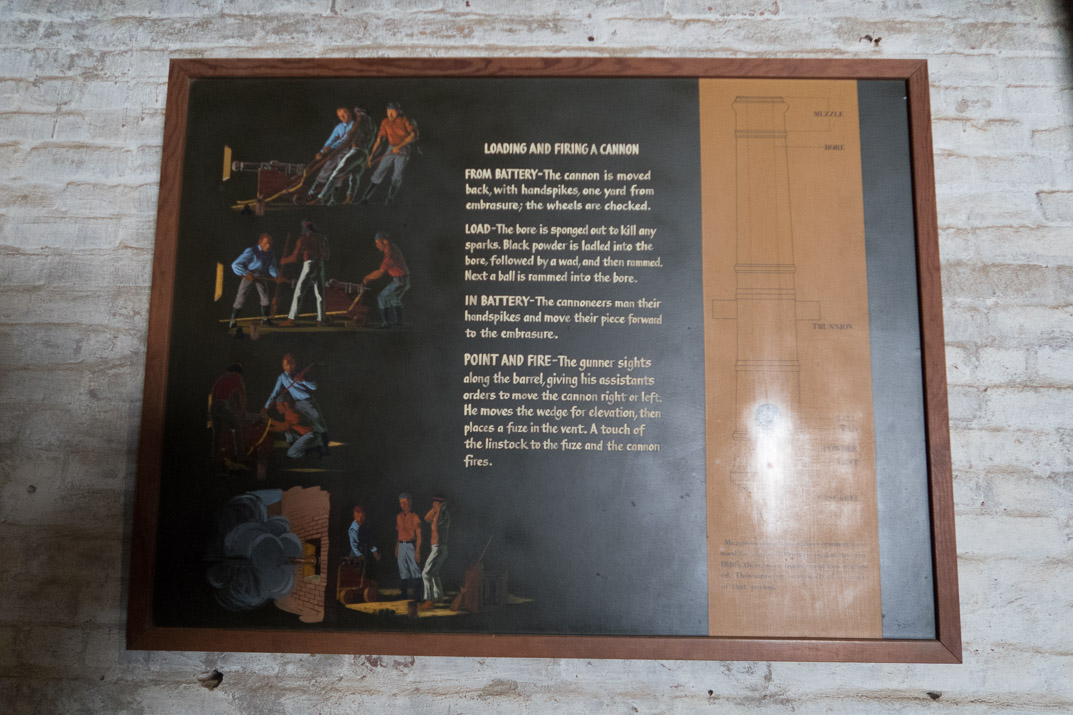 LOADING AND FIRING A CANNON
FROM BATTERY-The cannon is moved
back, with handspikes, one yard from
embrasure; the wheels are chocked.
LOAD-The bore is sponged out to kill any
sparks. Black powder is ladled into the
bore, followed by a wad, and then rammed.
Next a ball is rammed into the bore.
IN BATTERY-The cannoneers man their
handspikes and move their piece forward
to the embrasure.
POINT AND FIRE-The gunner sights
along the barrel, giving his assistants
orders to move the cannon right or left.
He moves the wedge for elevation, then
places a fuze in the vent. A touch of
the linstock to the fuze and the cannon
fires.
MUZZLE
BORE
TRUNNION